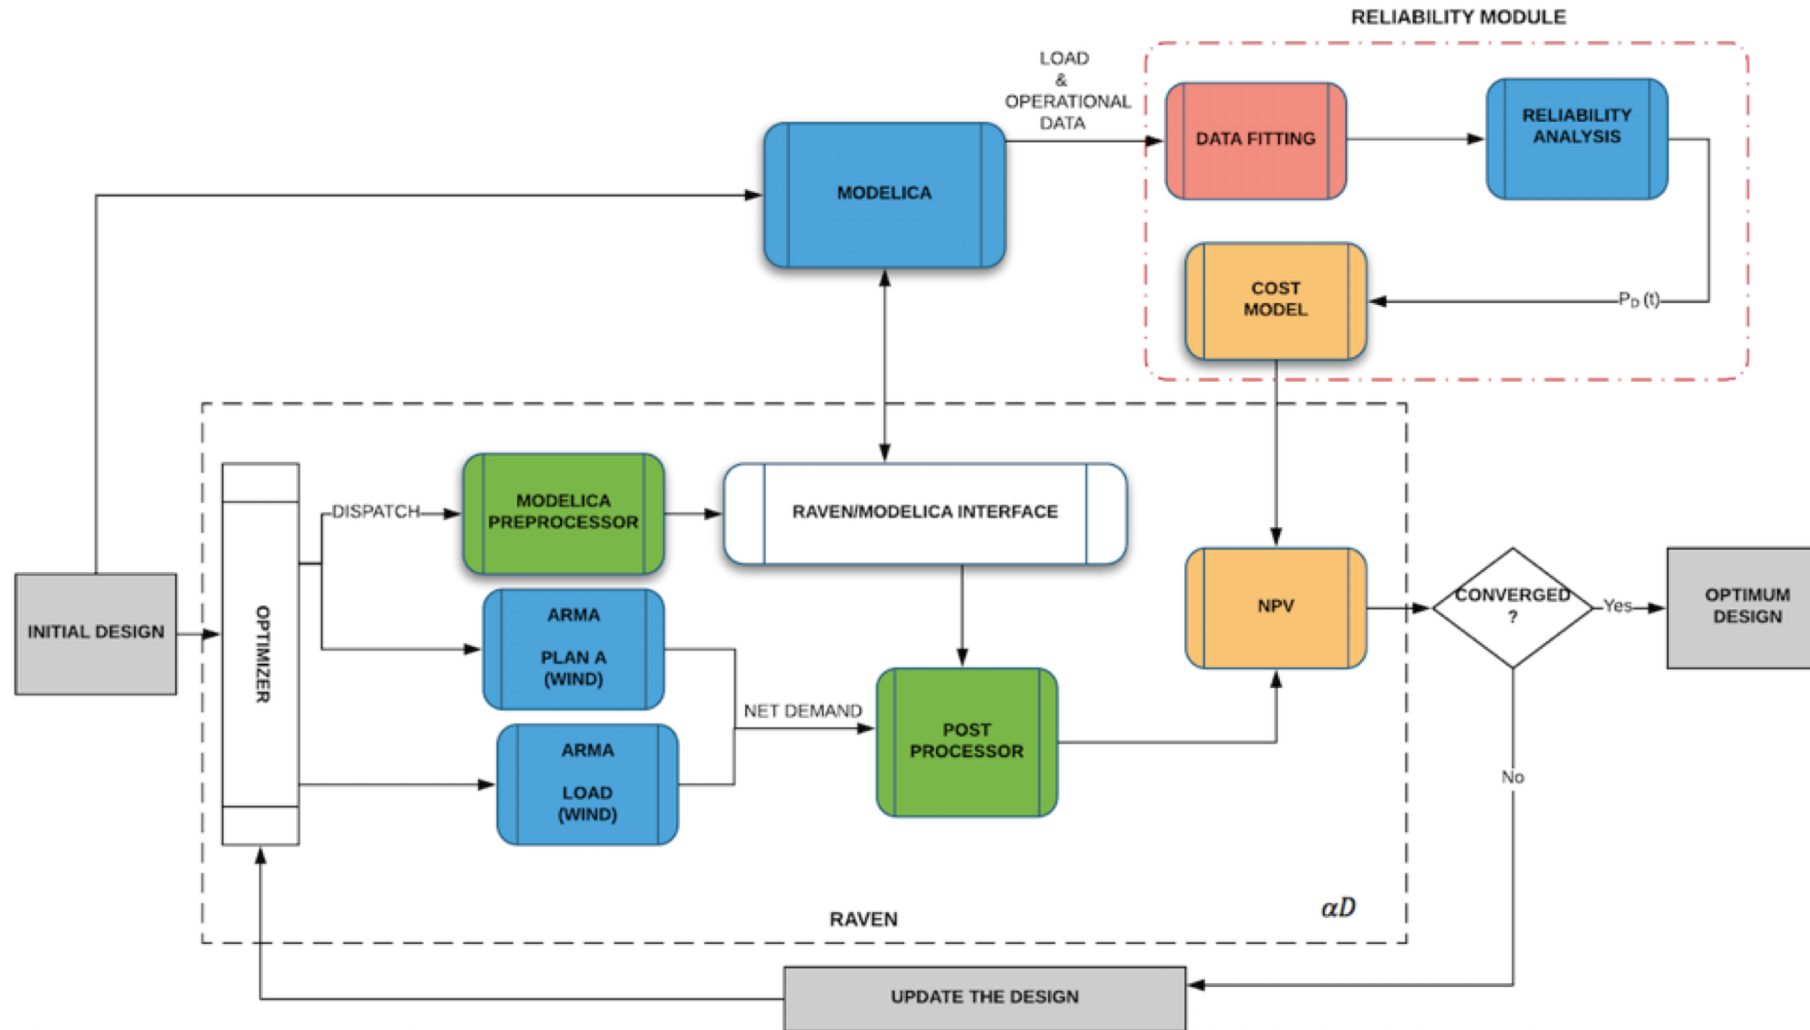 RELIABILITY MODULE
LOAD
&
OPERATIONAL
DATA
DATA FITTING
RELIABILITY
ANALYSIS
MODELICA
COST
MODEL
P_D (t)
DISPATCH
MODELICA
PREPROCESSOR
RAVEN/MODELICA INTERFACE
INITIAL DESIGN
OPTIMIZER
ARMA
PLAN A
(WIND)
NET DEMAND
ARMA
LOAD
(WIND)
POST
PROCESSOR
NPV
CONVERGED
?
Yes
OPTIMUM
DESIGN
No
RAVEN
αD
UPDATE THE DESIGN